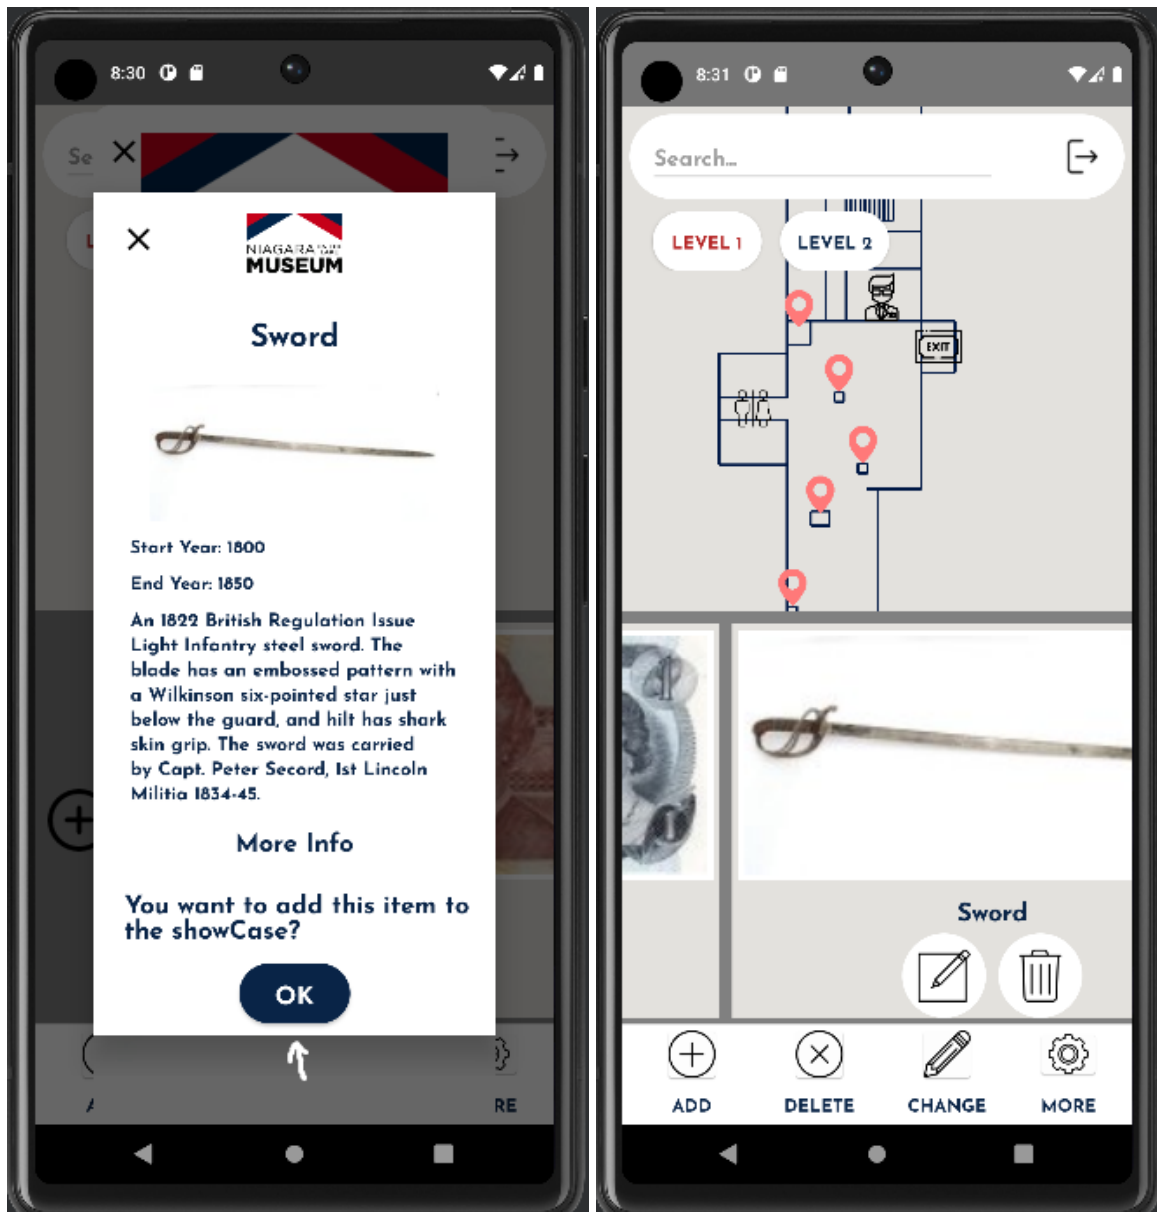 8:30
Se
L
NIAGARA
MUSEUM
Sword
Start Year: 1800
End Year: 1850
An 1822 British Regulation Issue
Light Infantry steel sword. The
blade has an embossed pattern with
a Wilkinson six-pointed star just
below the guard, and hilt has shark
skin grip. The sword was carried
by Capt. Peter Secord, 1st Lincoln
Militia 1834-45.
More Info
You want to add this item to
the showCase?
OK
RE
8:31
Search...
LEVEL 1
LEVEL 2
EXIT
1
1
Sword
ADD
DELETE
CHANGE
MORE